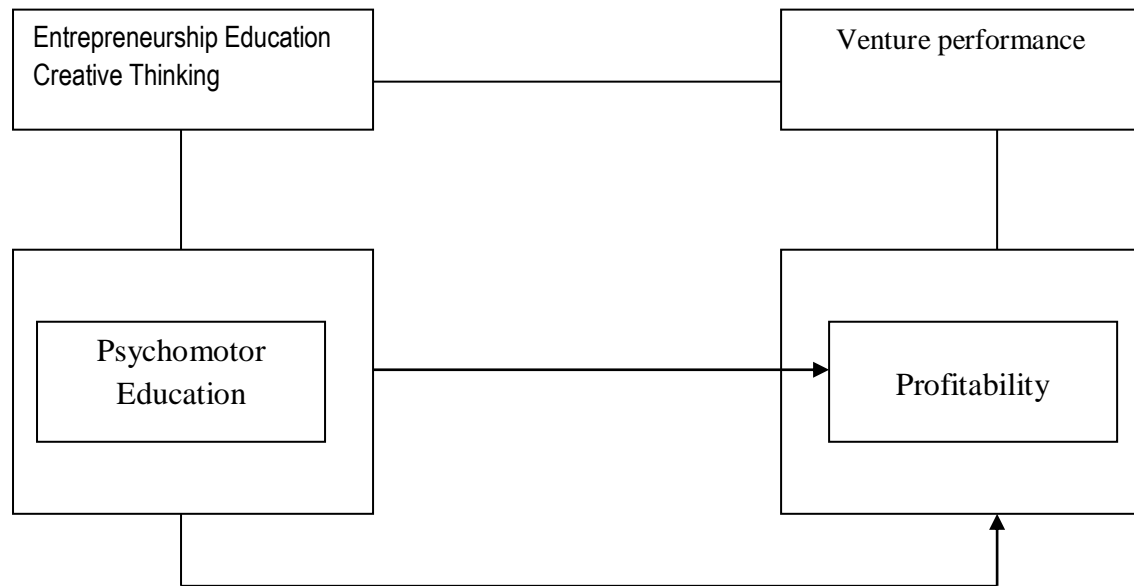 Entrepreneurship Education
Creative Thinking
Venture performance
Psychomotor
Education
Profitability